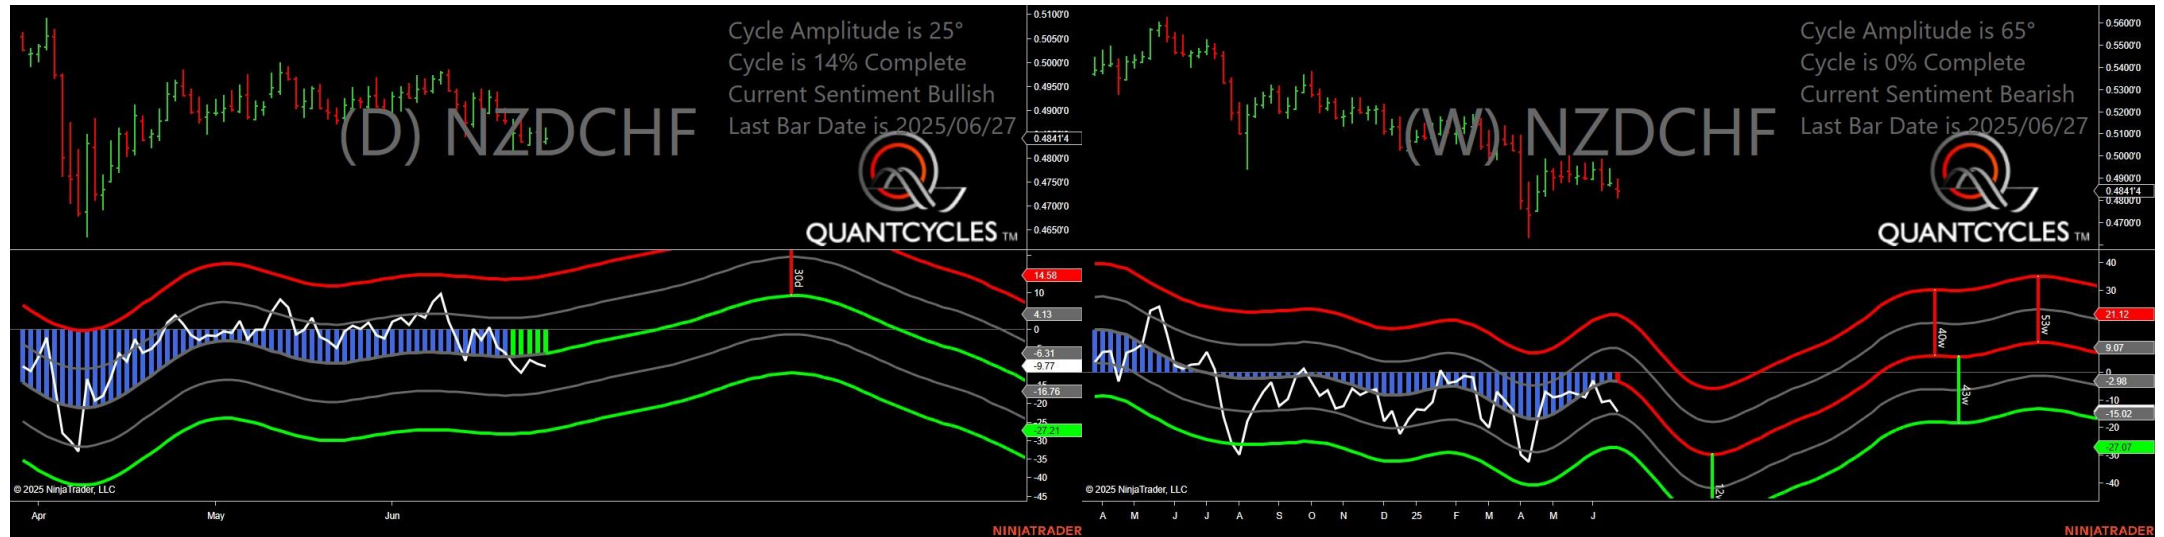 Cycle Amplitude is 25°
Cycle is 14% Complete
Current Sentiment Bullish
Last Bar Date is 2025/06/27
(D) NZDCHF
QUANTCYCLES TM
0.5100'0
0.5050'0
0.5000'0
0.4950'0
0.4900'0
0.4841'4
0.4800'0
0.4750'0
0.4700'0
0.4650'0
30d
14.58
10
4.13
0
-6.31
-9.77
-15
-16.76
-20
-25
-27.21
-30
-35
-40
-45
© 2025 NinjaTrader, LLC
Apr May Jun
NINJATRADER
Cycle Amplitude is 65°
Cycle is 0% Complete
Current Sentiment Bearish
Last Bar Date is 2025/06/27
(W) NZDCHF
QUANTCYCLES TM
0.5600'0
0.5500'0
0.5400'0
0.5300'0
0.5200'0
0.5100'0
0.5000'0
0.4900'0
0.4841'4
0.4800'0
0.4700'0
40w
53w
43w
40
30
21.12
9.07
0
-2.98
-10
-15.02
-20
-27.07
-30
-40
© 2025 NinjaTrader, LLC
A M J J A S O N D 25 F M A M J
NINJATRADER